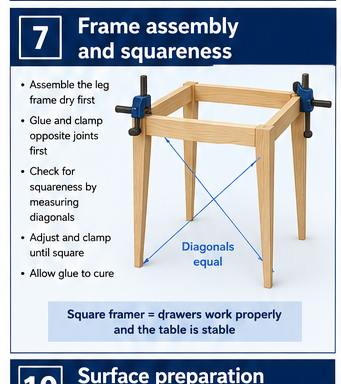 7
Frame assembly
and squareness
• Assemble the leg
frame dry first
• Glue and clamp
opposite joints
first
• Check for
squareness by
measuring
diagonals
• Adjust and clamp
until square
• Allow glue to cure
Diagonals
equal
Square framer = drawers work properly
and the table is stable
10
Surface preparation